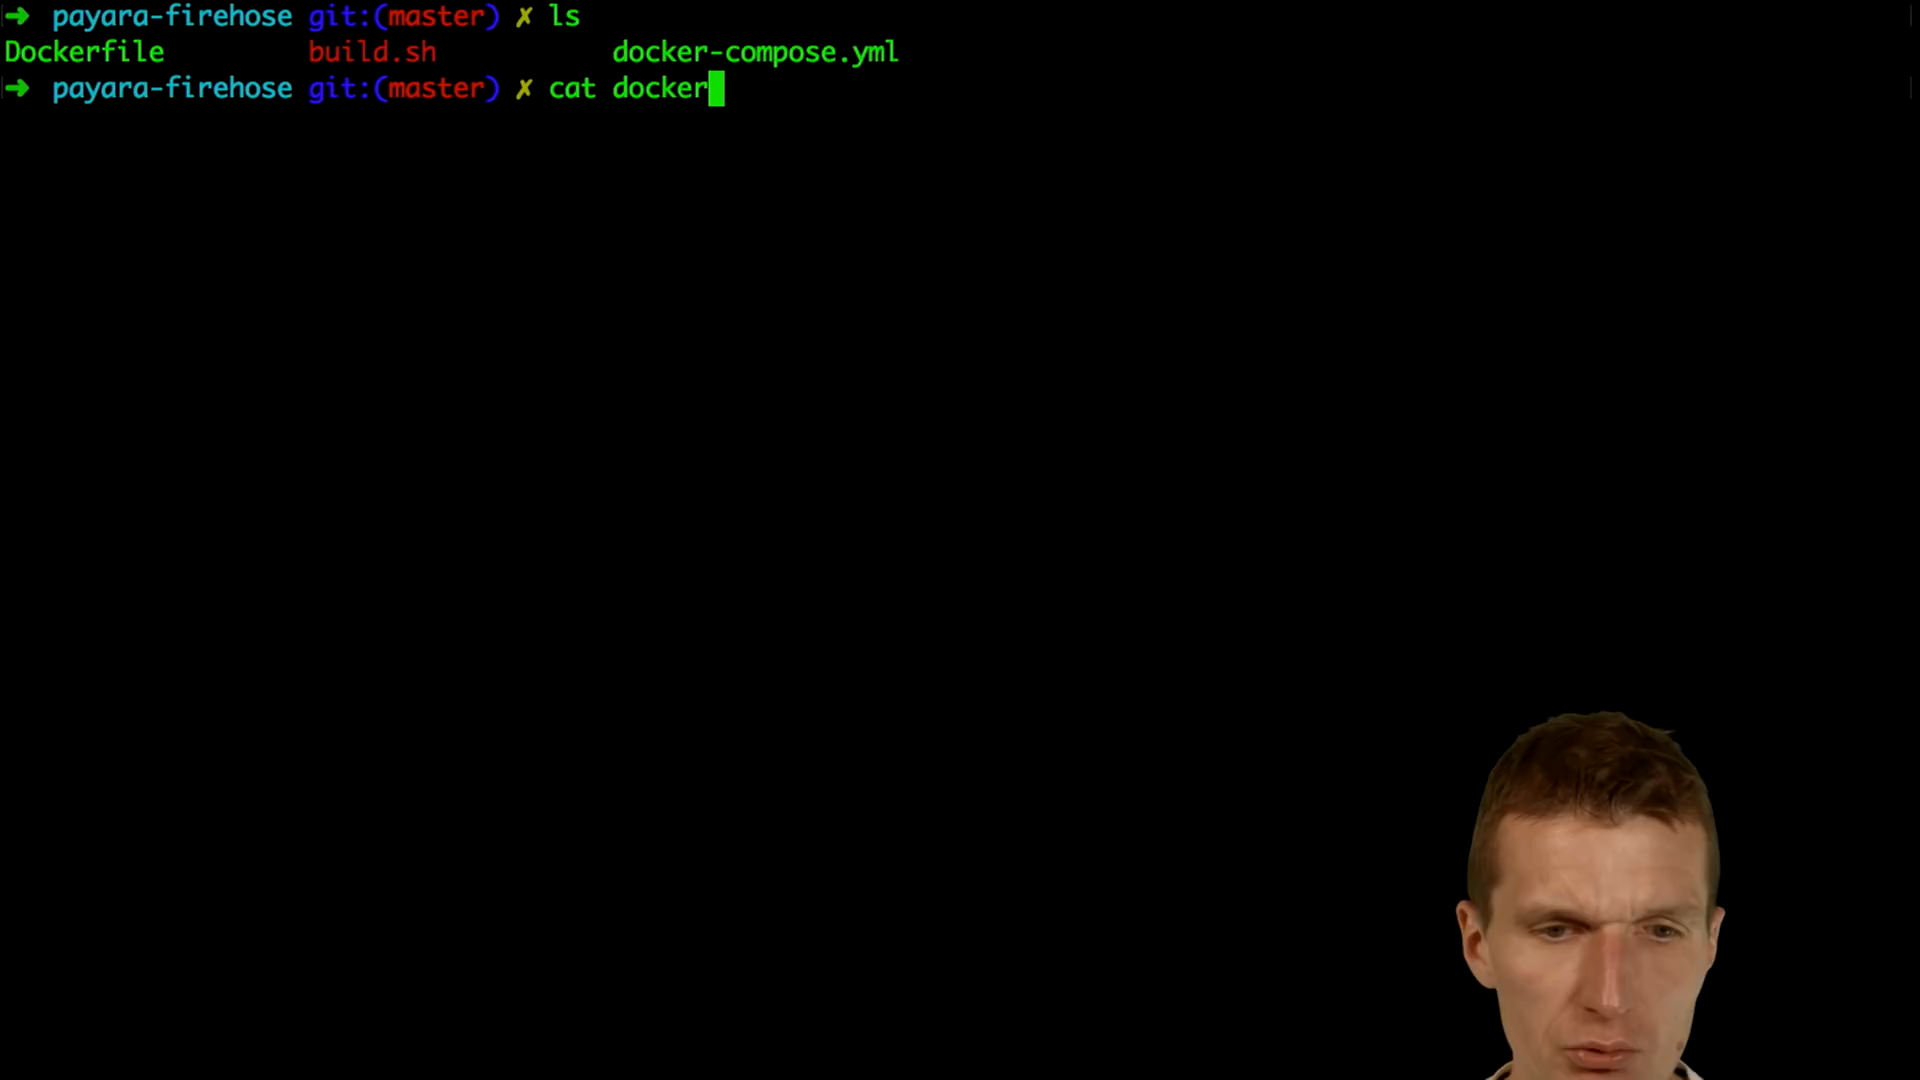 ➜ payara-firehose git:(master) ✗ ls
Dockerfile build.sh docker-compose.yml
➜ payara-firehose git:(master) ✗ cat docker